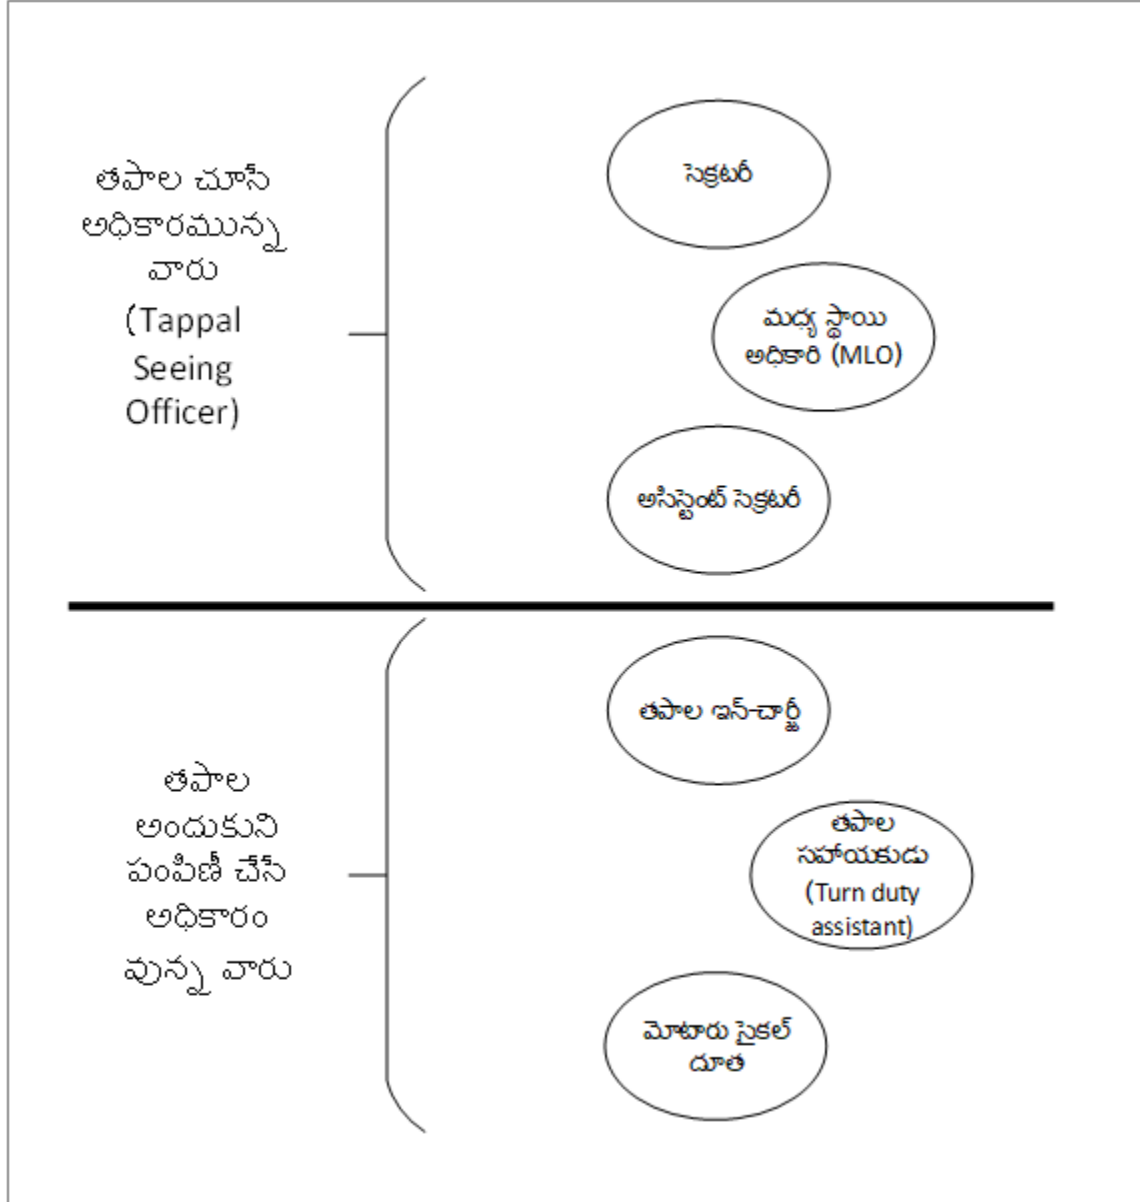 తపాల చూసే
అధికారమున్న
వారు
(Tappal
Seeing
Officer)
సెక్రటరీ
మధ్య స్థాయి
అధికారి (MLO)
అసిస్టెంట్ సెక్రటరీ
తపాల
అందుకుని
పంపిణీ చేసే
అధికారం
వున్న వారు
తపాల ఇన్-చార్జీ
తపాల
సహాయకుడు
(Turn duty
assistant)
మోటారు సైకల్
దూత